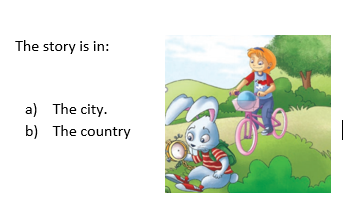 The story is in:
a) The city.
b) The country